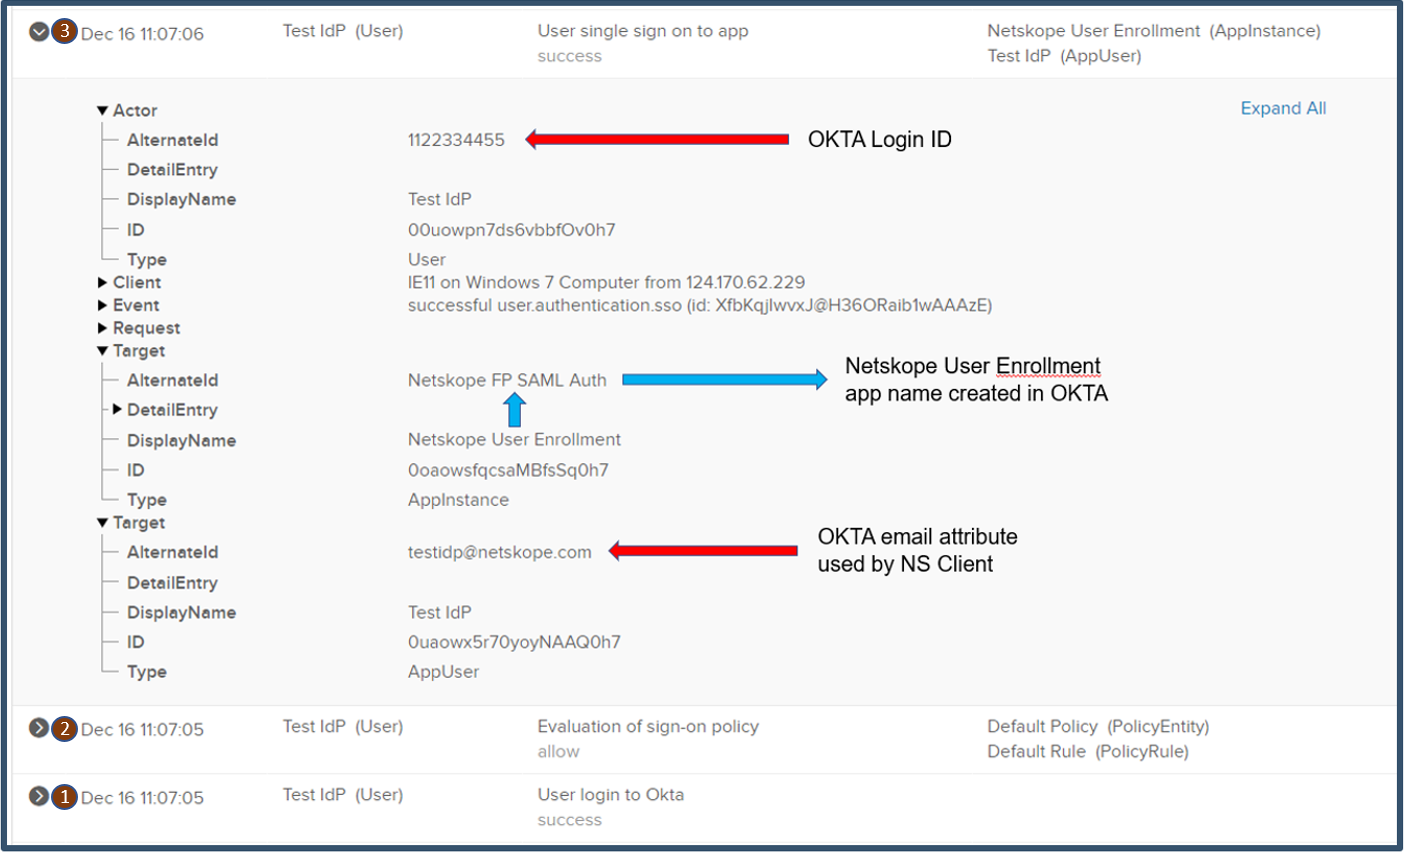 3 Dec 16 11:07:06 Test IdP (User) User single sign on to app Netskope User Enrollment (AppInstance)
success Test IdP (AppUser)
Actor Expand All
AlternateId 1122334455 OKTA Login ID
DetailEntry
DisplayName Test IdP
ID 00uowpn7ds6vbbfOv0h7
Type User
Client IE11 on Windows 7 Computer from 124.170.62.229
Event successful user.authentication.sso (id: XfbKqjIwvxJ@H36ORaib1wAAAzE)
Request
Target
AlternateId Netskope FP SAML Auth Netskope User Enrollment
app name created in OKTA
DetailEntry
DisplayName Netskope User Enrollment
ID 0oaowsfqcsaMBfsSq0h7
Type AppInstance
Target
AlternateId testidp@netskope.com OKTA email attribute
used by NS Client
DetailEntry
DisplayName Test IdP
ID 0uaowx5r70yoyNAAQ0h7
Type AppUser
2 Dec 16 11:07:05 Test IdP (User) Evaluation of sign-on policy Default Policy (PolicyEntity)
allow Default Rule (PolicyRule)
1 Dec 16 11:07:05 Test IdP (User) User login to Okta
success